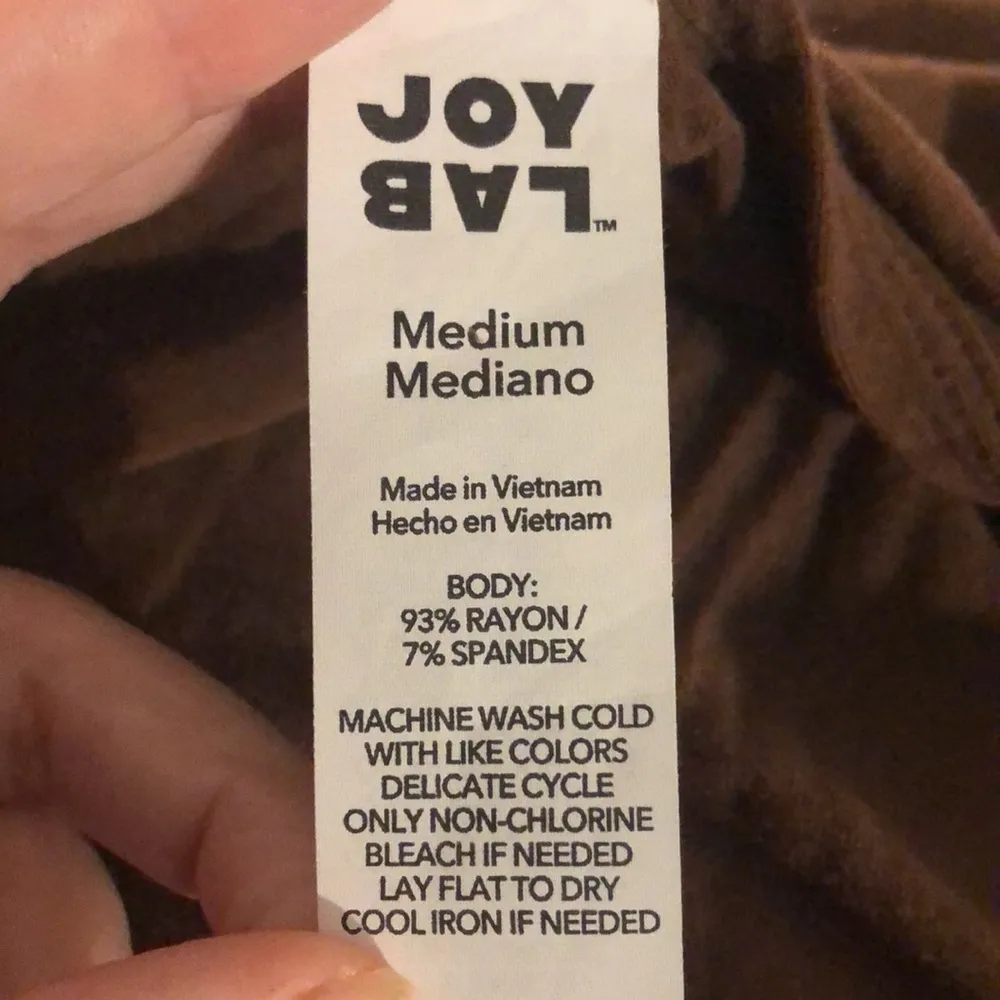 JOY
LAB™
Medium
Mediano
Made in Vietnam
Hecho en Vietnam
BODY:
93% RAYON /
7% SPANDEX
MACHINE WASH COLD
WITH LIKE COLORS
DELICATE CYCLE
ONLY NON-CHLORINE
BLEACH IF NEEDED
LAY FLAT TO DRY
COOL IRON IF NEEDED